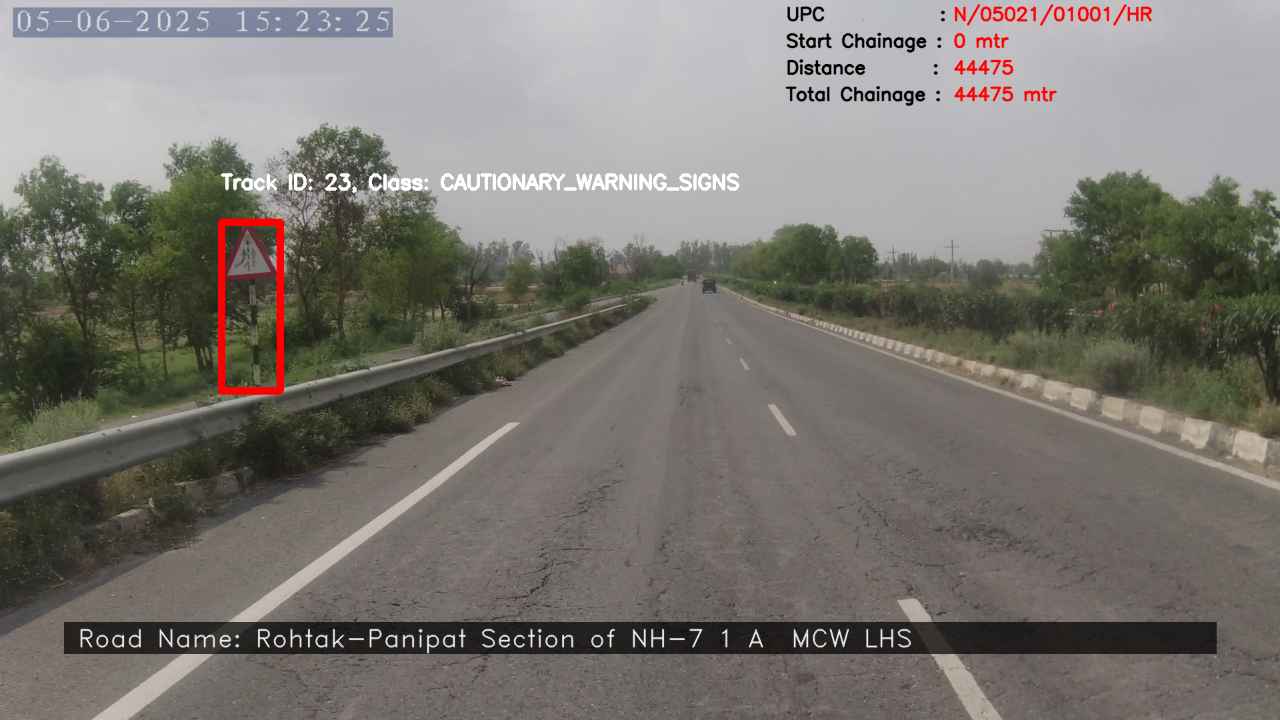 05-06-2025 15:23:25
UPC : N/05021/01001/HR
Start Chainage : 0 mtr
Distance : 44475
Total Chainage : 44475 mtr
Track ID: 23, Class: CAUTIONARY_WARNING_SIGNS
Road Name: Rohtak-Panipat Section of NH-7 1 A MCW LHS